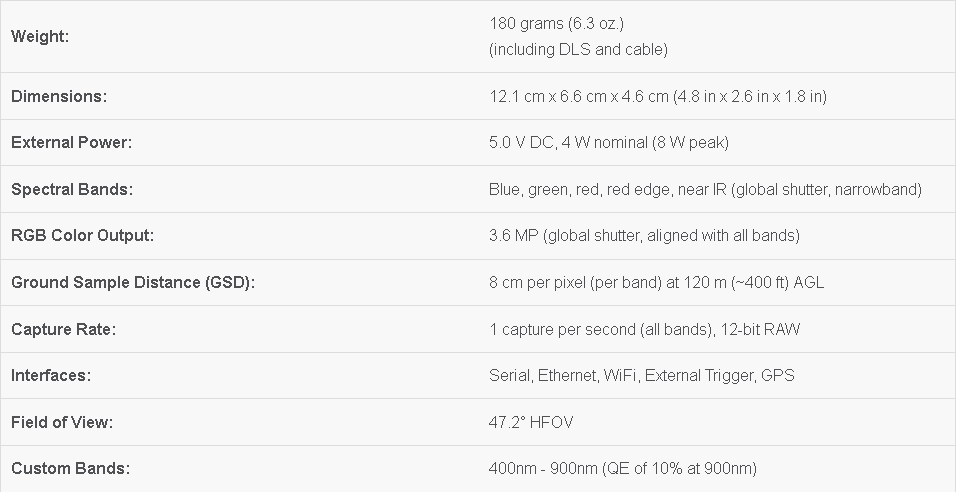 Weight:
180 grams (6.3 oz.)
(including DLS and cable)
Dimensions:
12.1 cm x 6.6 cm x 4.6 cm (4.8 in x 2.6 in x 1.8 in)
External Power:
5.0 V DC, 4 W nominal (8 W peak)
Spectral Bands:
Blue, green, red, red edge, near IR (global shutter, narrowband)
RGB Color Output:
3.6 MP (global shutter, aligned with all bands)
Ground Sample Distance (GSD):
8 cm per pixel (per band) at 120 m (~400 ft) AGL
Capture Rate:
1 capture per second (all bands), 12-bit RAW
Interfaces:
Serial, Ethernet, WiFi, External Trigger, GPS
Field of View:
47.2° HFOV
Custom Bands:
400nm - 900nm (QE of 10% at 900nm)